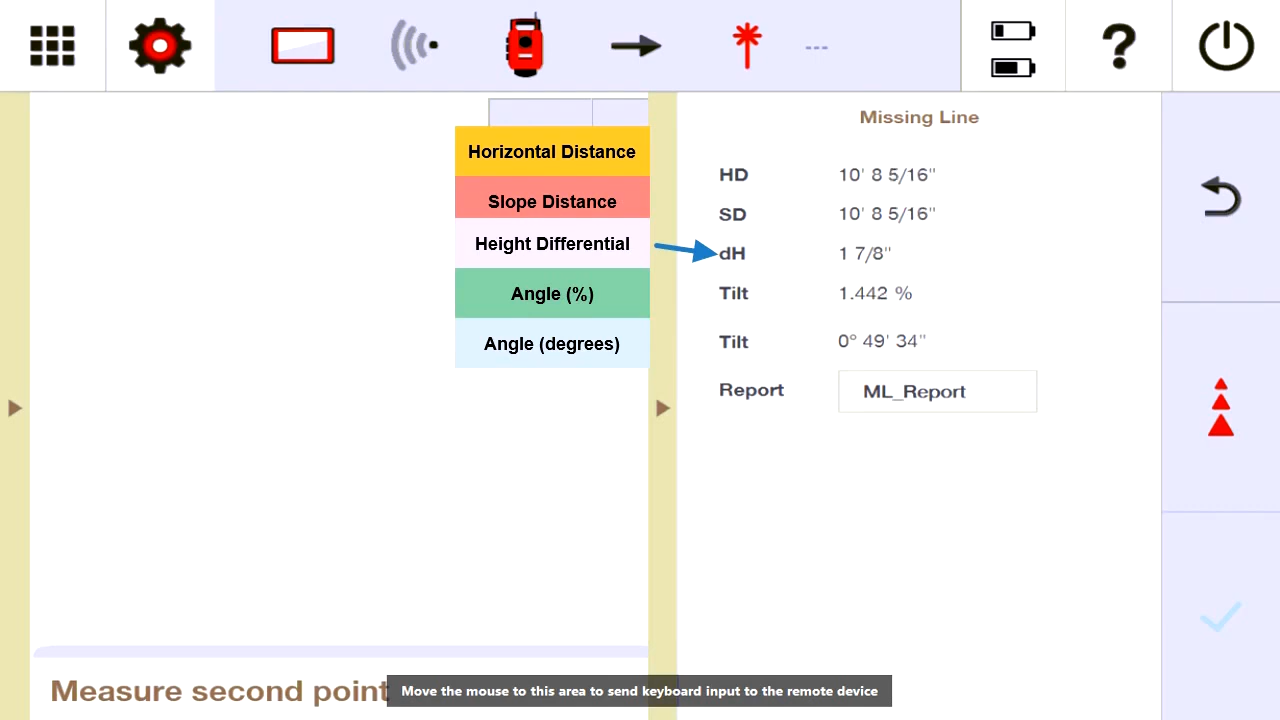 ?
---
Missing Line
Horizontal Distance
Slope Distance
Height Differential
Angle (%)
Angle (degrees)
HD 10' 8 5/16"
SD 10' 8 5/16"
dH 1 7/8"
Tilt 1.442 %
Tilt 0° 49' 34"
Report ML_Report
Measure second point
Move the mouse to this area to send keyboard input to the remote device